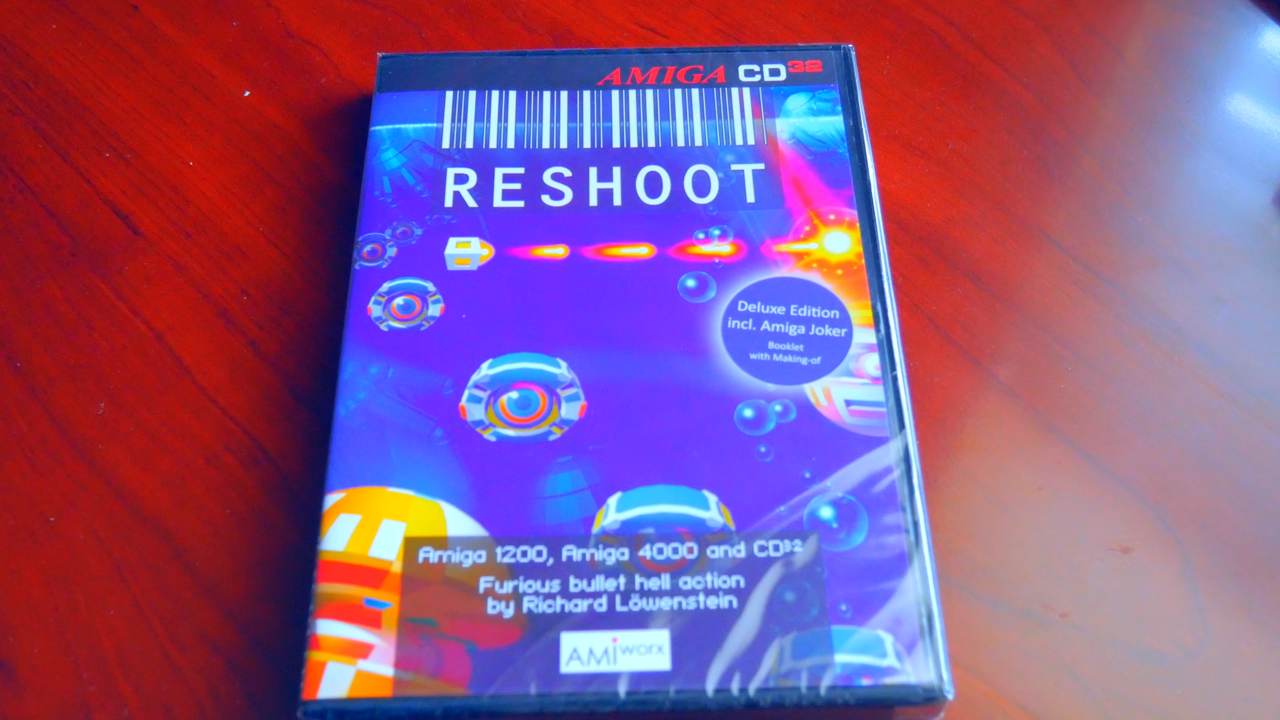 AMIGA CD³²
RESHOOT
Deluxe Edition
incl. Amiga Joker
Booklet
with Making-of
Amiga 1200, Amiga 4000 and CD³²
Furious bullet hell action
by Richard Löwenstein
AMiworx